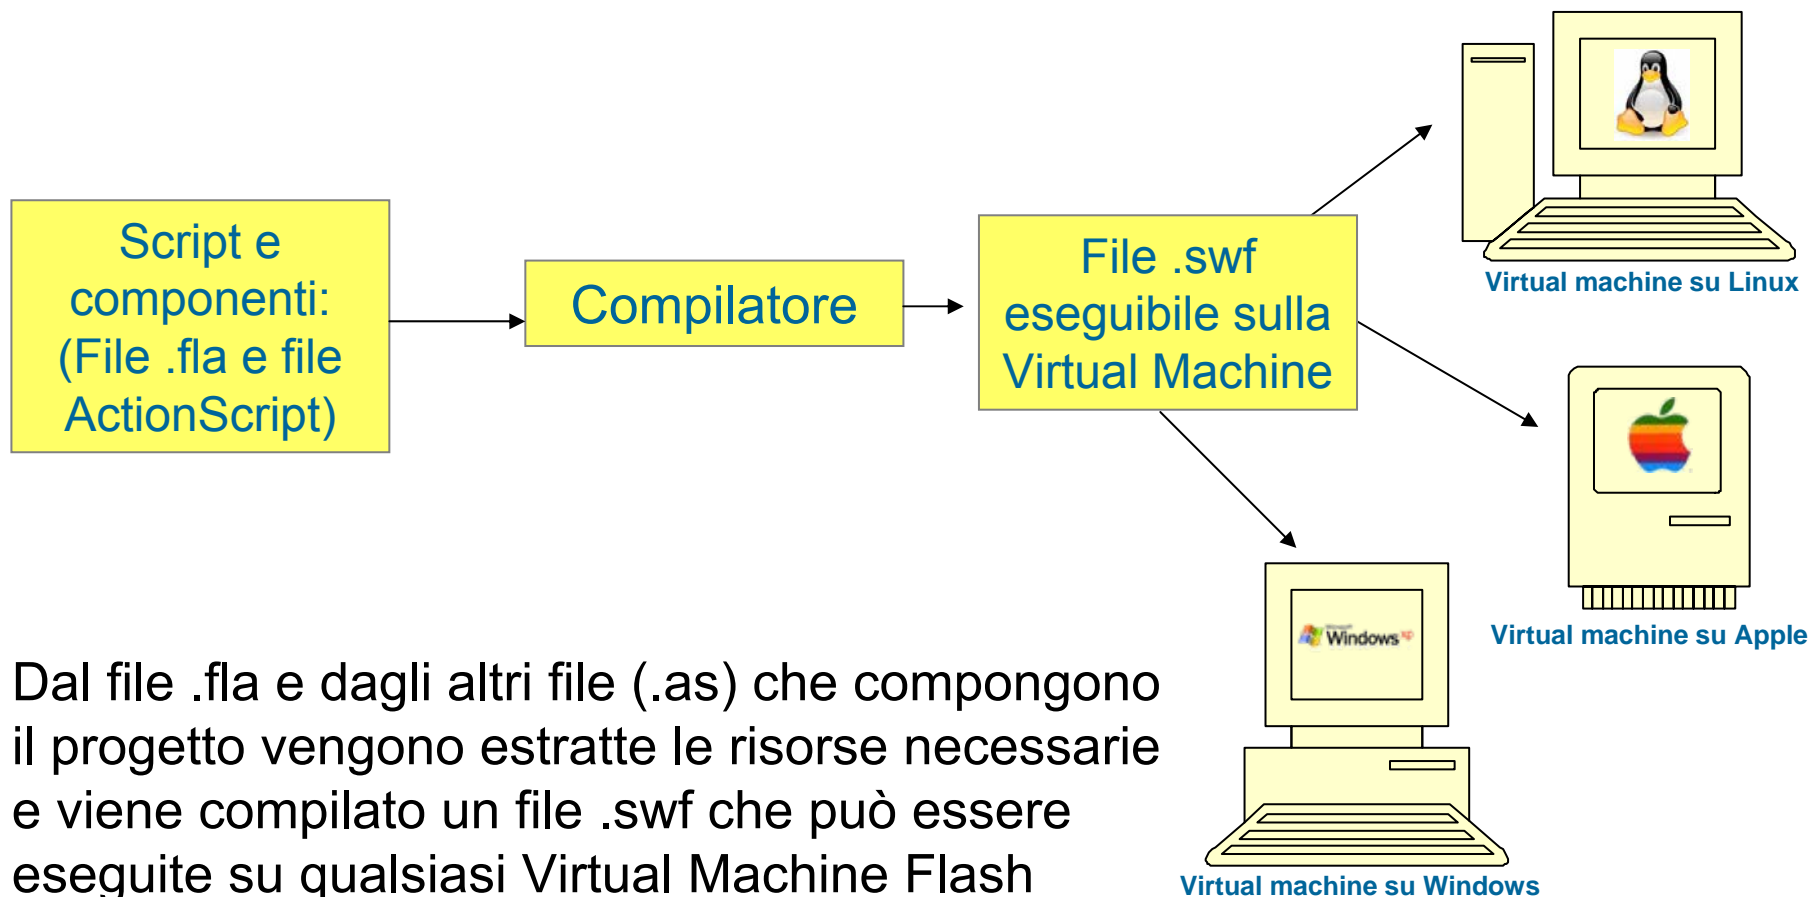 Script e
componenti:
(File .fla e file
ActionScript)
Compilatore
File .swf
eseguibile sulla
Virtual Machine
Virtual machine su Linux
Virtual machine su Apple
Windows xp
Virtual machine su Windows
Dal file .fla e dagli altri file (.as) che compongono
il progetto vengono estratte le risorse necessarie
e viene compilato un file .swf che può essere
eseguite su qualsiasi Virtual Machine Flash